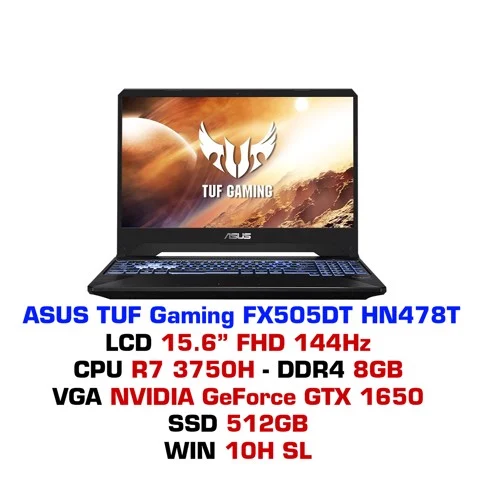 TUF GAMING
ASUS
ASUS TUF Gaming FX505DT HN478T
LCD 15.6” FHD 144Hz
CPU R7 3750H - DDR4 8GB
VGA NVIDIA GeForce GTX 1650
SSD 512GB
WIN 10H SL